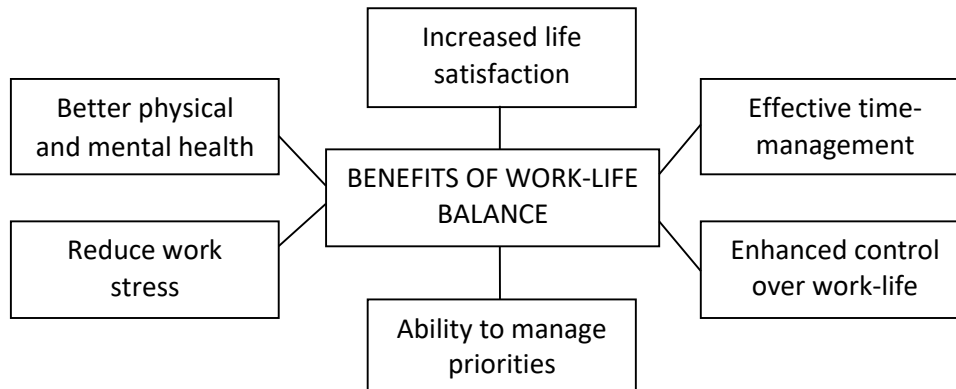 Increased life
satisfaction
Better physical
and mental health
Effective time-
management
BENEFITS OF WORK-LIFE
BALANCE
Reduce work
stress
Enhanced control
over work-life
Ability to manage
priorities